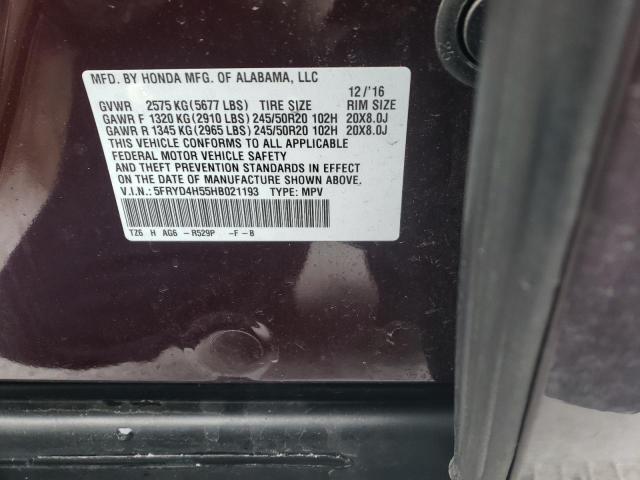 MFD. BY HONDA MFG. OF ALABAMA, LLC
12/'16
GVWR 2575 KG(5677 LBS) TIRE SIZE RIM SIZE
GAWR F 1320 KG(2910 LBS)245/50R20 102H 20X8.0J
GAWR R 1345 KG(2965 LBS)245/50R20 102H 20X8.0J
THIS VEHICLE CONFORMS TO ALL APPLICABLE
FEDERAL MOTOR VEHICLE SAFETY
AND THEFT PREVENTION STANDARDS IN
EFFECT ON THE DATE OF MANUFACTURE SHOWN ABOVE.
V.I.N.: 5FRYD4H55HB021193 TYPE: MPV
TZ6 H AG6 -R529P -F-B